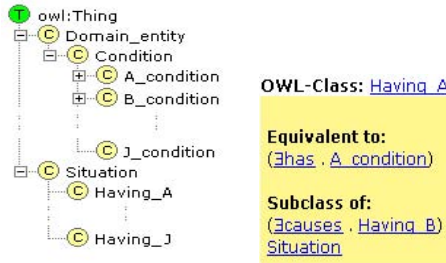 T owl:Thing
C Domain_entity
C Condition
C A_condition
C B_condition
C J_condition
C Situation
C Having_A
C Having_J
OWL-Class: Having_A
Equivalent to:
(∃has . A_condition)
Subclass of:
(∃causes . Having_B)
Situation